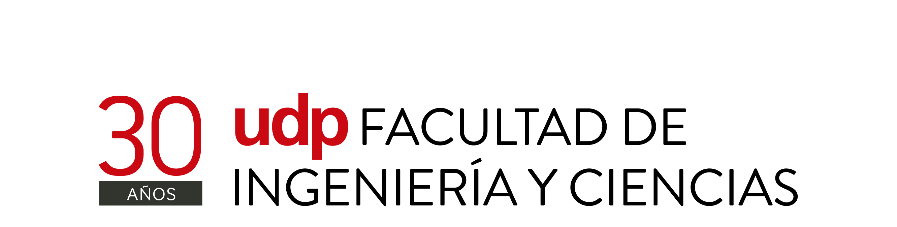 30
AÑOS
udp FACULTAD DE
INGENIERÍA Y CIENCIAS